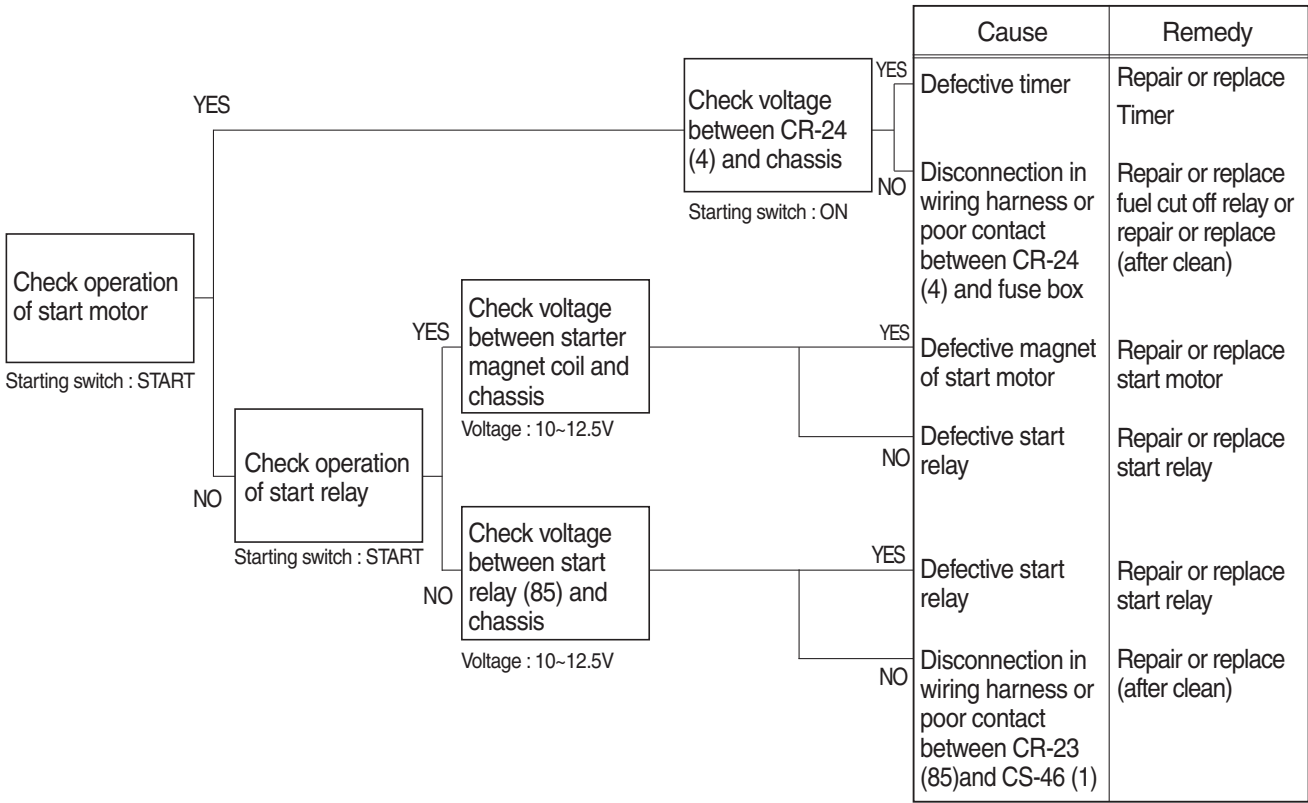 Cause
Remedy
YES
Check voltage
between CR-24
(4) and chassis
Starting switch : ON
YES
Defective timer
Repair or replace
Timer
NO
Disconnection in
wiring harness or
poor contact
between CR-24
(4) and fuse box
Repair or replace
fuel cut off relay or
repair or replace
(after clean)
Check operation
of start motor
Starting switch : START
YES
Check voltage
between starter
magnet coil and
chassis
Voltage : 10~12.5V
YES
Defective magnet
of start motor
Repair or replace
start motor
NO
Defective start
relay
Repair or replace
start relay
NO
Check operation
of start relay
Starting switch : START
NO
Check voltage
between start
relay (85) and
chassis
Voltage : 10~12.5V
YES
Defective start
relay
Repair or replace
start relay
NO
Disconnection in
wiring harness or
poor contact
between CR-23
(85)and CS-46 (1)
Repair or replace
(after clean)